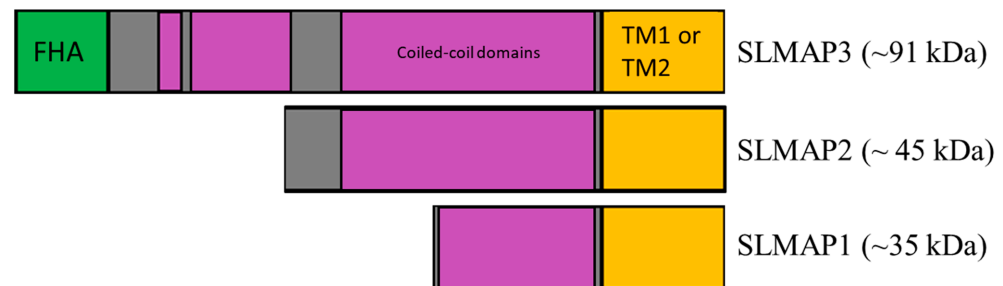 FHA
Coiled-coil domains
TM1 or
TM2
SLMAP3 (~91 kDa)
SLMAP2 (~ 45 kDa)
SLMAP1 (~35 kDa)